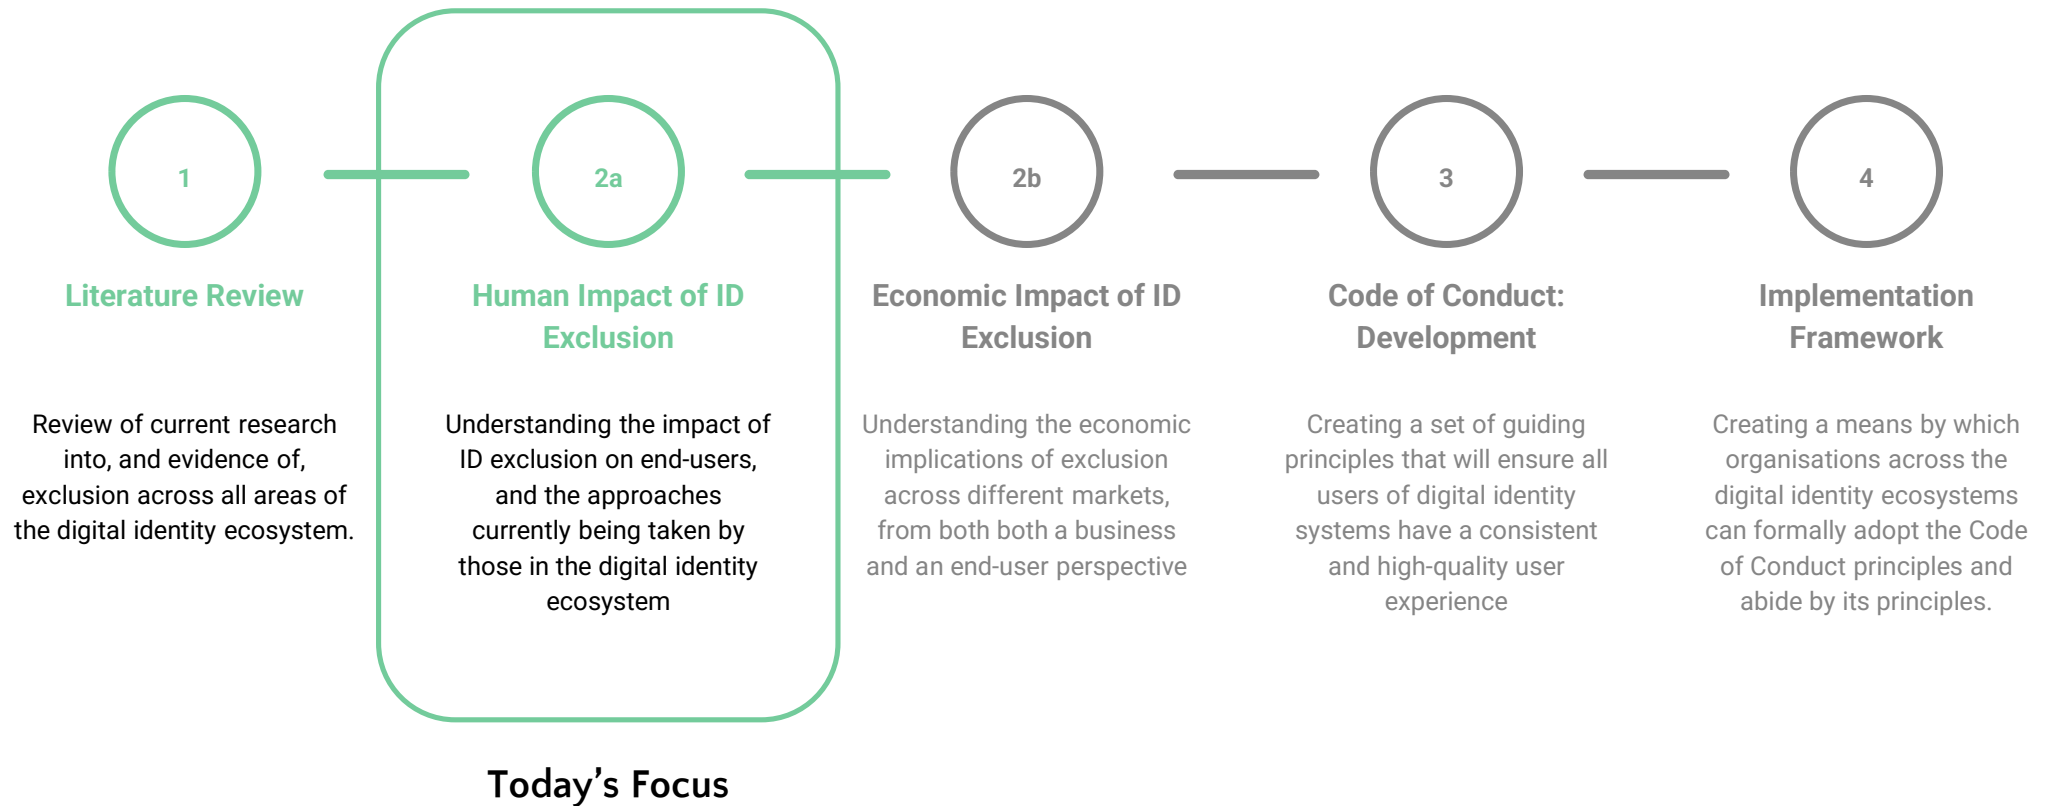 1
Literature Review
Review of current research
into, and evidence of,
exclusion across all areas of
the digital identity ecosystem.
2a
Human Impact of ID
Exclusion
Understanding the impact of
ID exclusion on end-users,
and the approaches
currently being taken by
those in the digital identity
ecosystem
2b
Economic Impact of ID
Exclusion
Understanding the economic
implications of exclusion
across different markets,
from both both a business
and an end-user perspective
3
Code of Conduct:
Development
Creating a set of guiding
principles that will ensure all
users of digital identity
systems have a consistent
and high-quality user
experience
4
Implementation
Framework
Creating a means by which
organisations across the
digital identity ecosystems
can formally adopt the Code
of Conduct principles and
abide by its principles.
Today's Focus